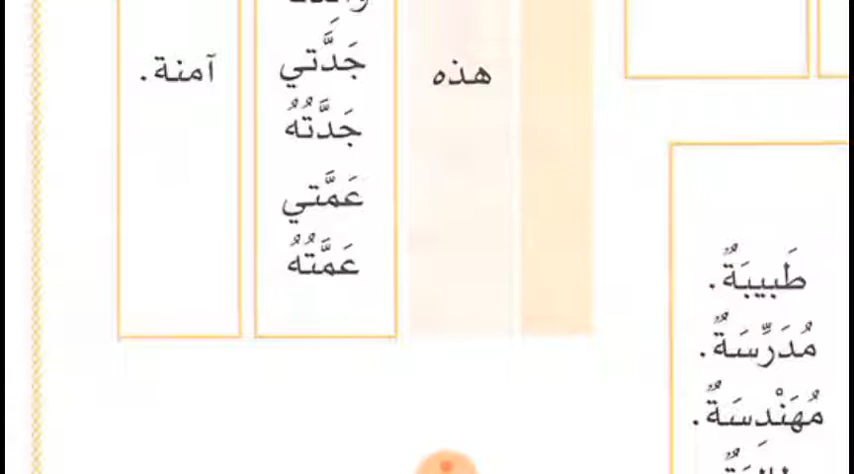 هذه
جَدَّتي
جَدَّتُهُ
عَمَّتي
عَمَّتُهُ
آمنة.
طَبيبَةٌ.
مُدَرِّسَةٌ.
مُهَنْدِسَةٌ.